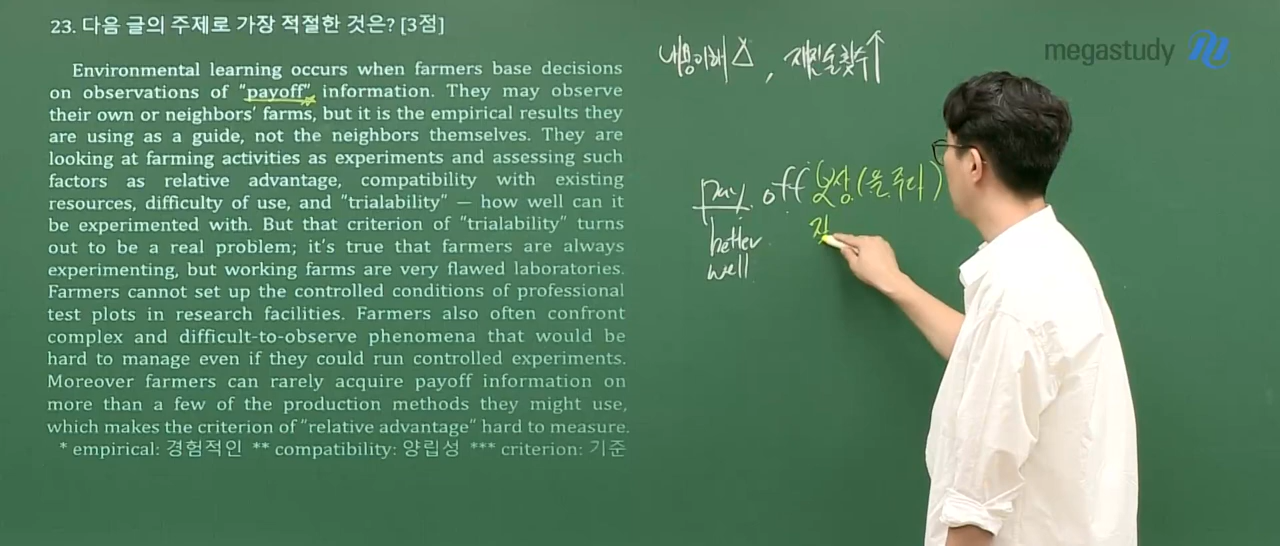 23. 다음 글의 주제로 가장 적절한 것은? [3점]
Environmental learning occurs when farmers base decisions
on observations of "payoff" information. They may observe
their own or neighbors' farms, but it is the empirical results they
are using as a guide, not the neighbors themselves. They are
looking at farming activities as experiments and assessing such
factors as relative advantage, compatibility with existing
resources, difficulty of use, and "trialability" — how well can it
be experimented with. But that criterion of "trialability" turns
out to be a real problem; it's true that farmers are always
experimenting, but working farms are very flawed laboratories.
Farmers cannot set up the controlled conditions of professional
test plots in research facilities. Farmers also often confront
complex and difficult-to-observe phenomena that would be
hard to manage even if they could run controlled experiments.
Moreover farmers can rarely acquire payoff information on
more than a few of the production methods they might use,
which makes the criterion of "relative advantage" hard to measure.
* empirical: 경험적인 ** compatibility: 양립성 *** criterion: 기준
내용이해 △,
megastudy
pay off 보상(을 주다)
better
well